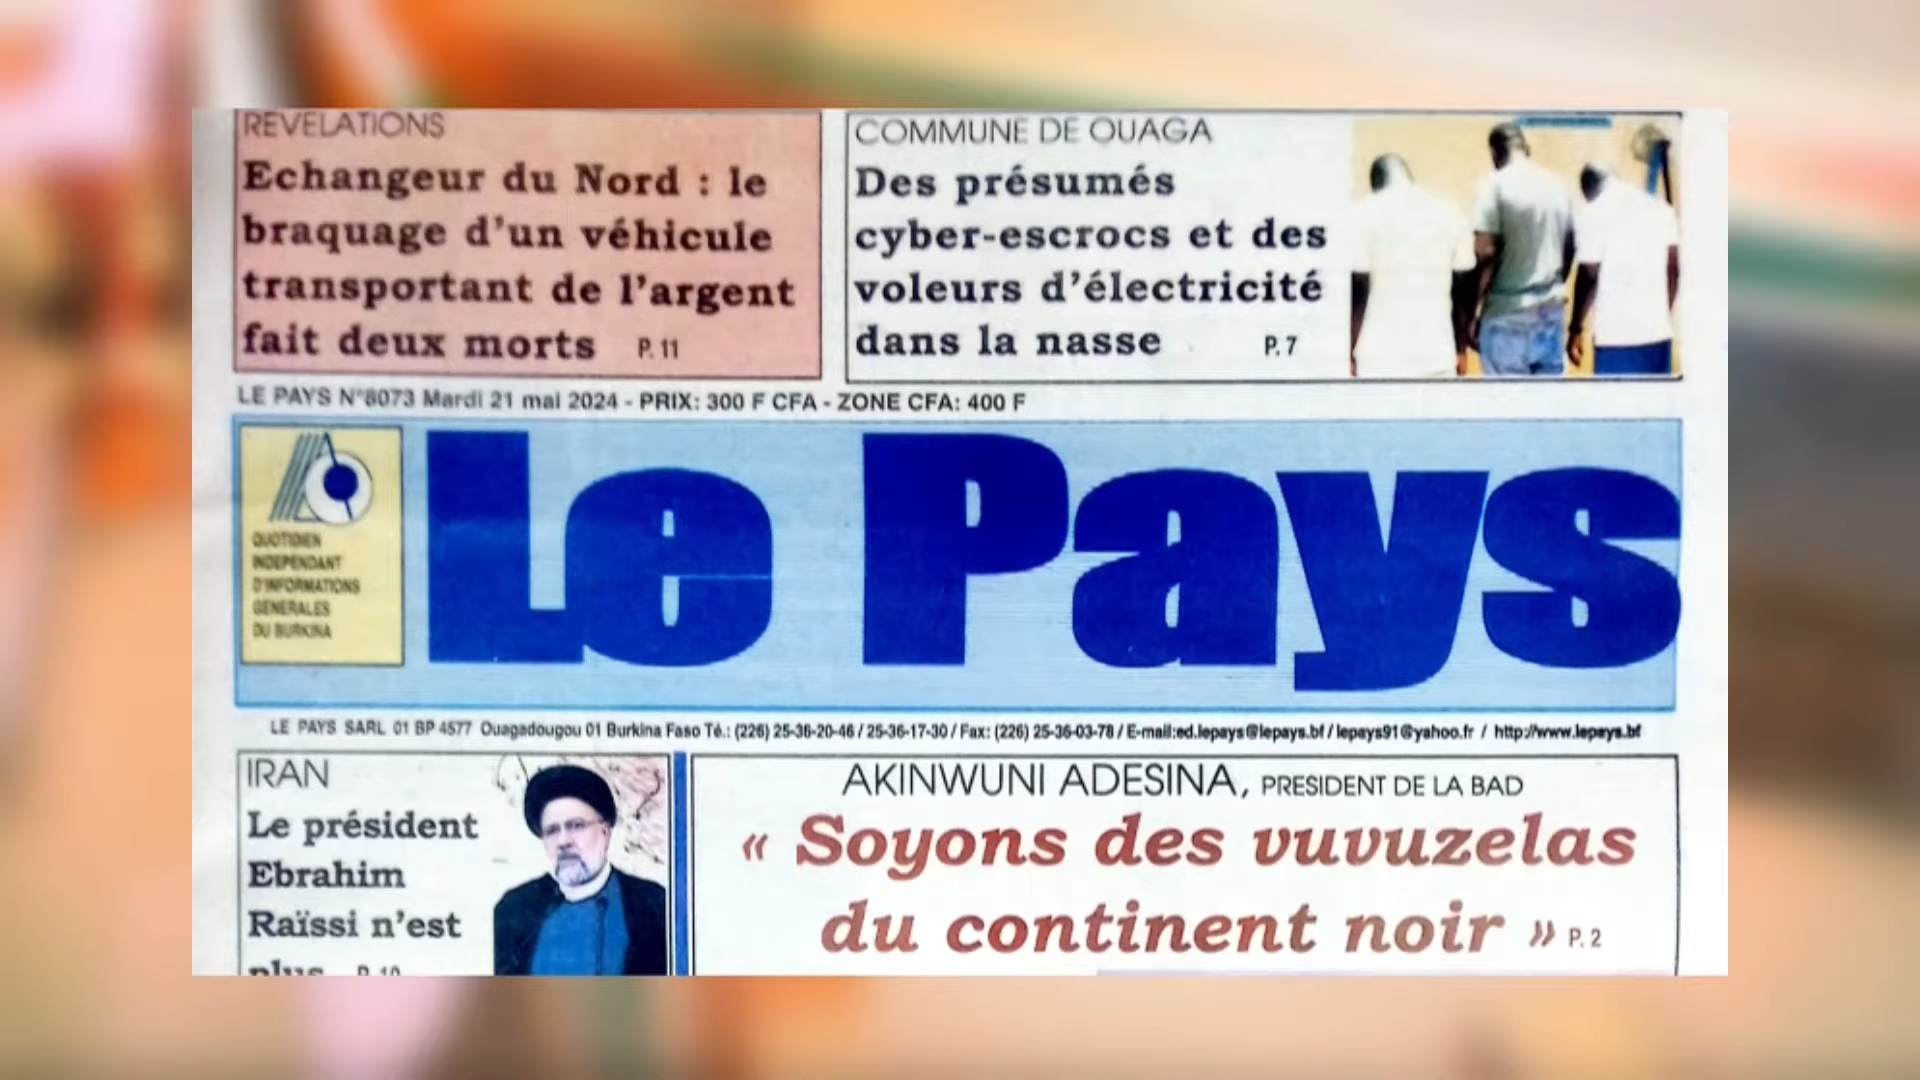 REVELATIONS
Echangeur du Nord : le
braquage d'un véhicule
transportant de l'argent
fait deux morts P. 11
COMMUNE DE OUAGA
Des présumés
cyber-escrocs et des
voleurs d'électricité
dans la nasse P. 7
LE PAYS N°8073 Mardi 21 mai 2024 - PRIX: 300 F CFA - ZONE CFA: 400 F
QUOTIDIEN
INDEPENDANT
D'INFORMATIONS
GENERALES
DU BURKINA
Le Pays
LE PAYS SARL 01 BP 4577 Ouagadougou 01 Burkina Faso Té.: (226) 25-36-20-46 / 25-36-17-30 / Fax: (226) 25-36-03-78 / E-mail:ed.lepays@lepays.bf / lepays91@yahoo.fr / http://www.lepays.bf
IRAN
Le président
Ebrahim
Raïssi n'est
plus P. 10
AKINWUNI ADESINA, PRESIDENT DE LA BAD
« Soyons des vuvuzelas
du continent noir » P. 2